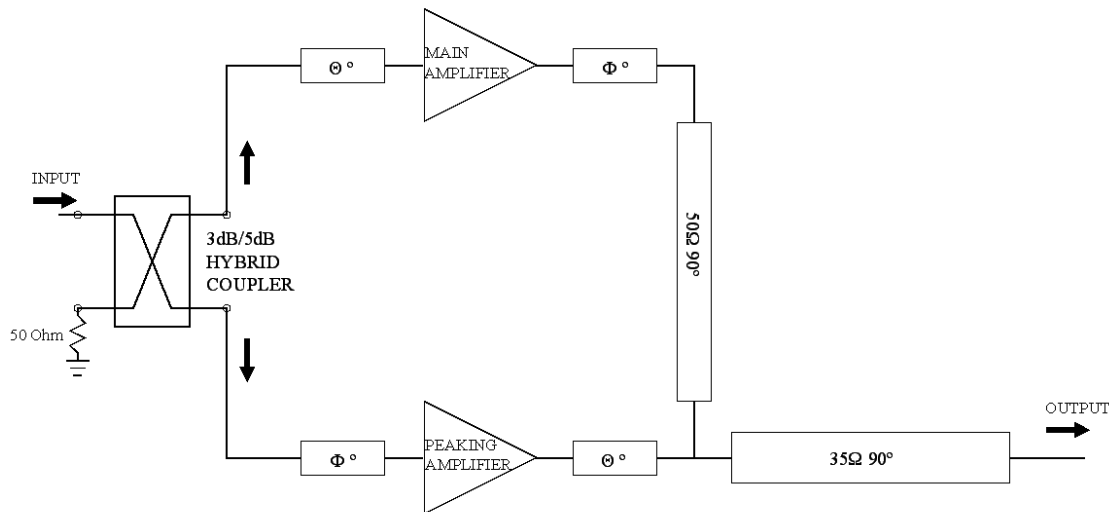 Θ °
MAIN
AMPLIFIER
Φ °
INPUT
3dB/5dB
HYBRID
COUPLER
50 Ohm
50Ω 90°
Φ °
PEAKING
AMPLIFIER
Θ °
35Ω 90°
OUTPUT